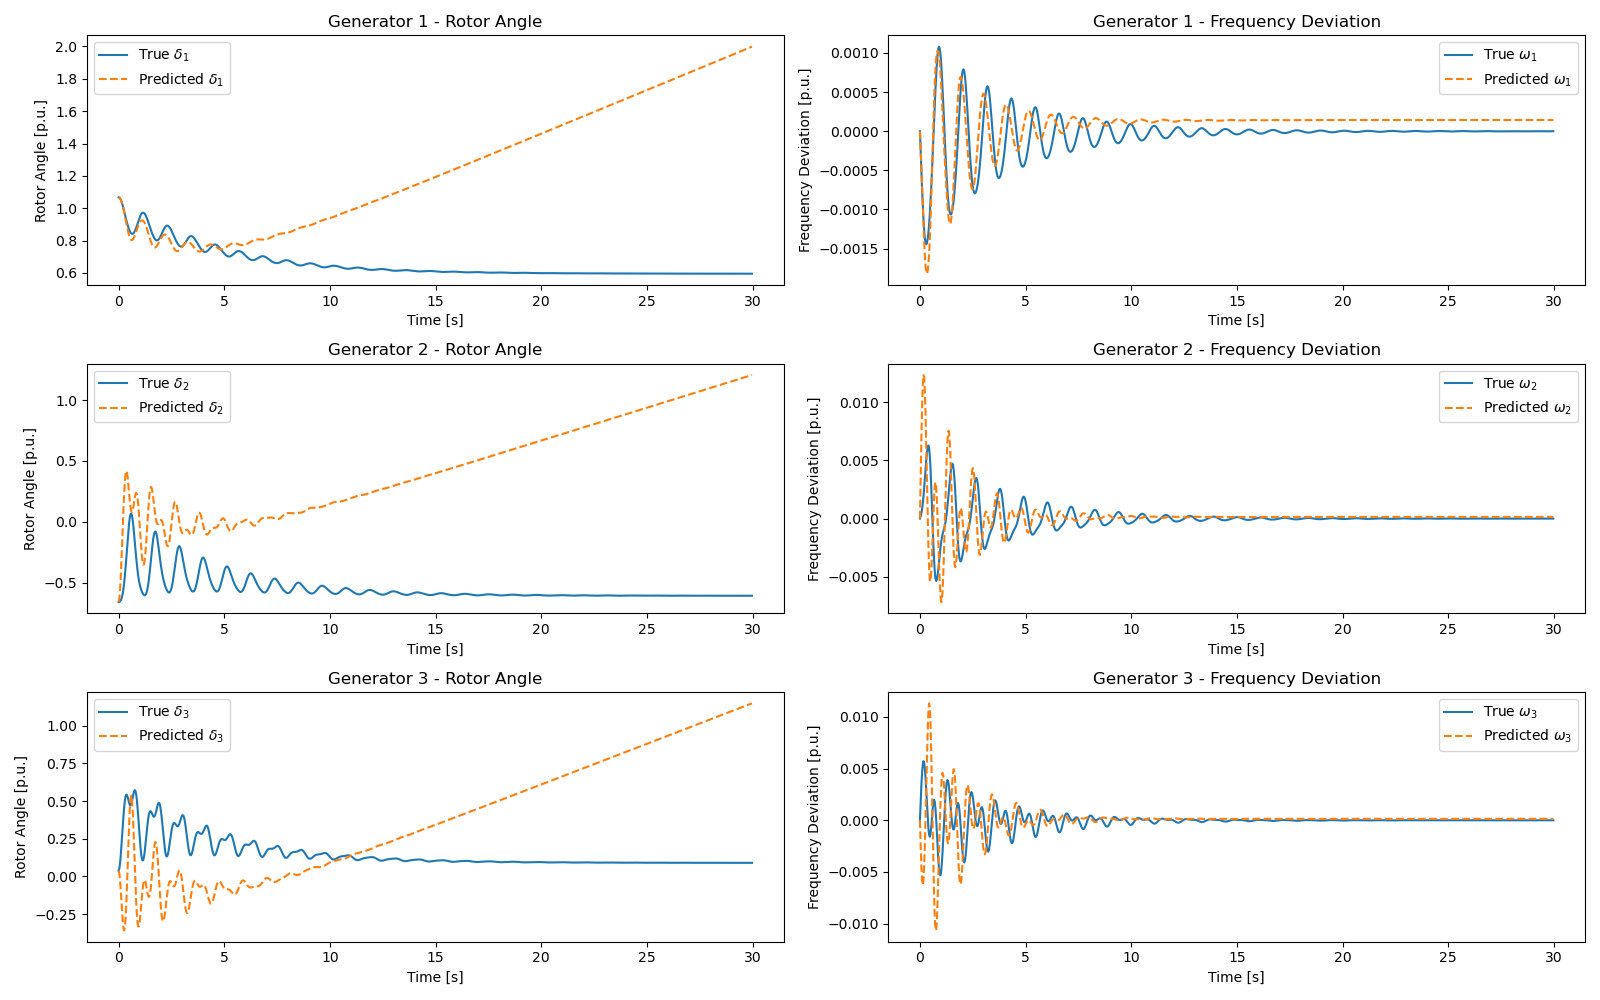 Generator 1 - Rotor Angle
Rotor Angle [p.u.]
2.0
1.8
1.6
1.4
1.2
1.0
0.8
0.6
True δ₁
Predicted δ₁
0 5 10 15 20 25 30
Time [s]
Generator 1 - Frequency Deviation
Frequency Deviation [p.u.]
0.0010
0.0005
0.0000
−0.0005
−0.0010
−0.0015
True ω₁
Predicted ω₁
0 5 10 15 20 25 30
Time [s]
Generator 2 - Rotor Angle
Rotor Angle [p.u.]
1.0
0.5
0.0
−0.5
True δ₂
Predicted δ₂
0 5 10 15 20 25 30
Time [s]
Generator 2 - Frequency Deviation
Frequency Deviation [p.u.]
0.010
0.005
0.000
−0.005
True ω₂
Predicted ω₂
0 5 10 15 20 25 30
Time [s]
Generator 3 - Rotor Angle
Rotor Angle [p.u.]
1.00
0.75
0.50
0.25
0.00
−0.25
True δ₃
Predicted δ₃
0 5 10 15 20 25 30
Time [s]
Generator 3 - Frequency Deviation
Frequency Deviation [p.u.]
0.010
0.005
0.000
−0.005
−0.010
True ω₃
Predicted ω₃
0 5 10 15 20 25 30
Time [s]